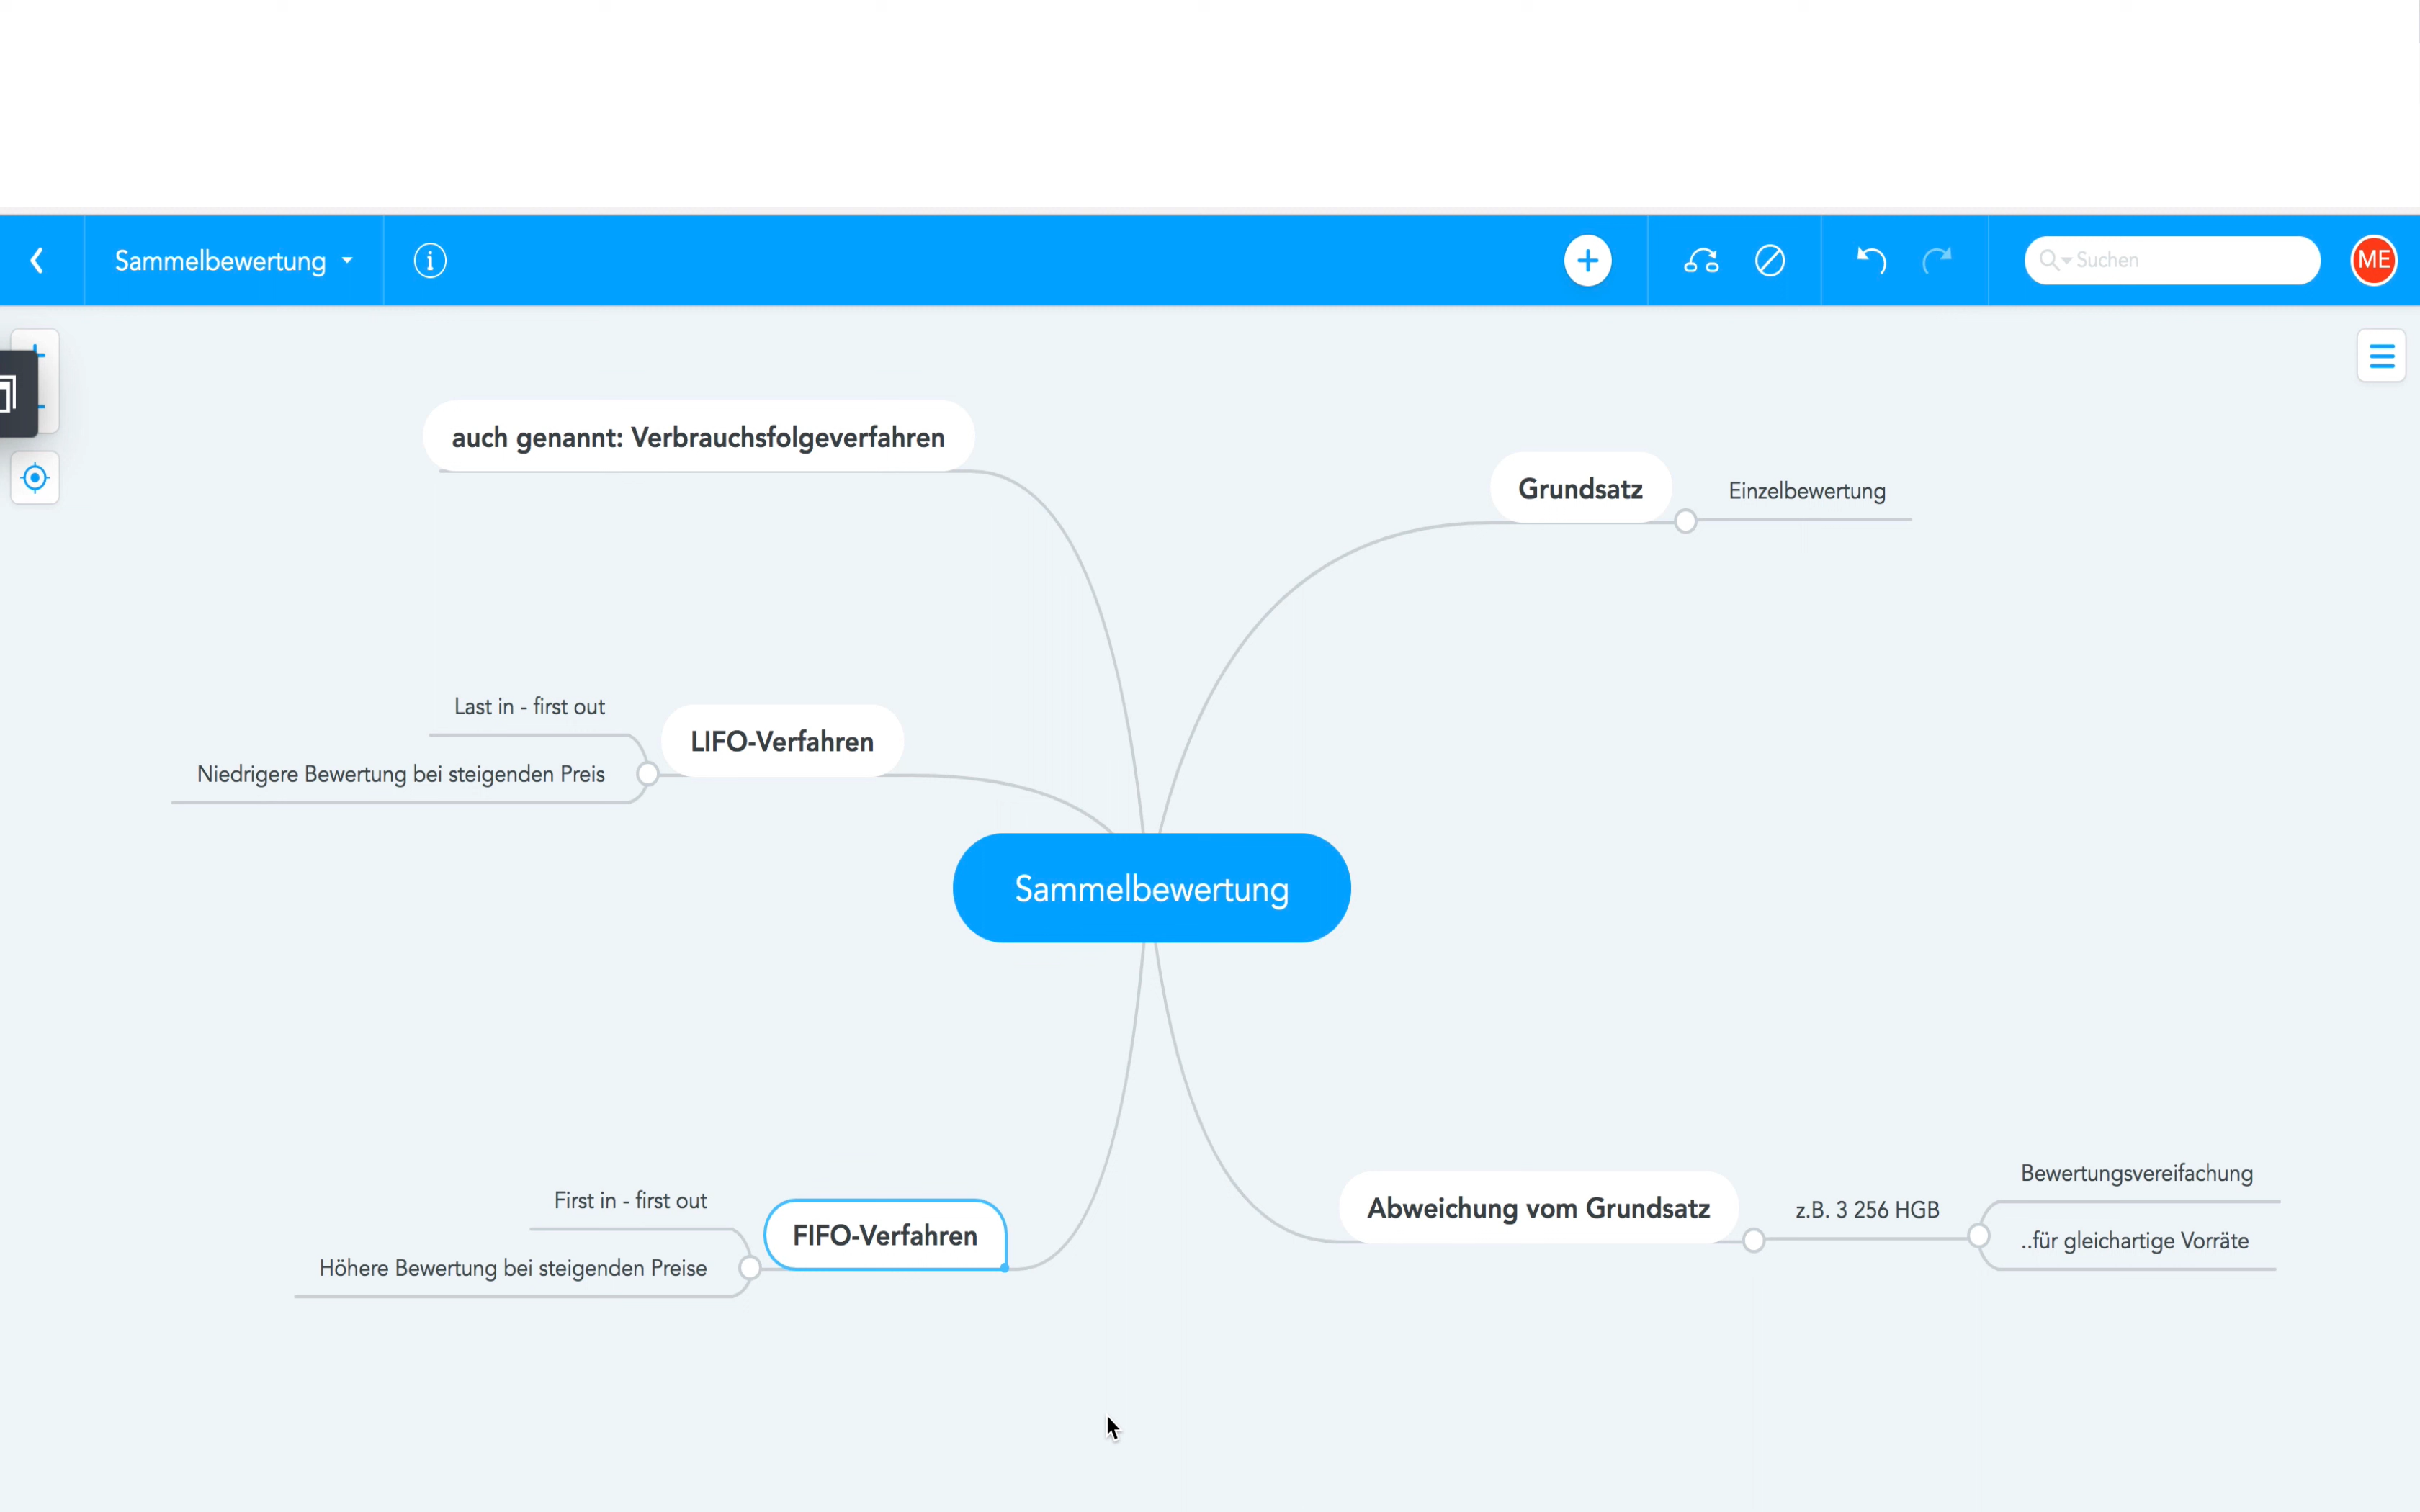 Sammelbewertung
Suchen
ME
auch genannt: Verbrauchsfolgeverfahren
Grundsatz
Einzelbewertung
Last in - first out
LIFO-Verfahren
Niedrigere Bewertung bei steigenden Preis
Sammelbewertung
First in - first out
FIFO-Verfahren
Höhere Bewertung bei steigenden Preise
Abweichung vom Grundsatz
z.B. 3 256 HGB
Bewertungsvereifachung
..für gleichartige Vorräte